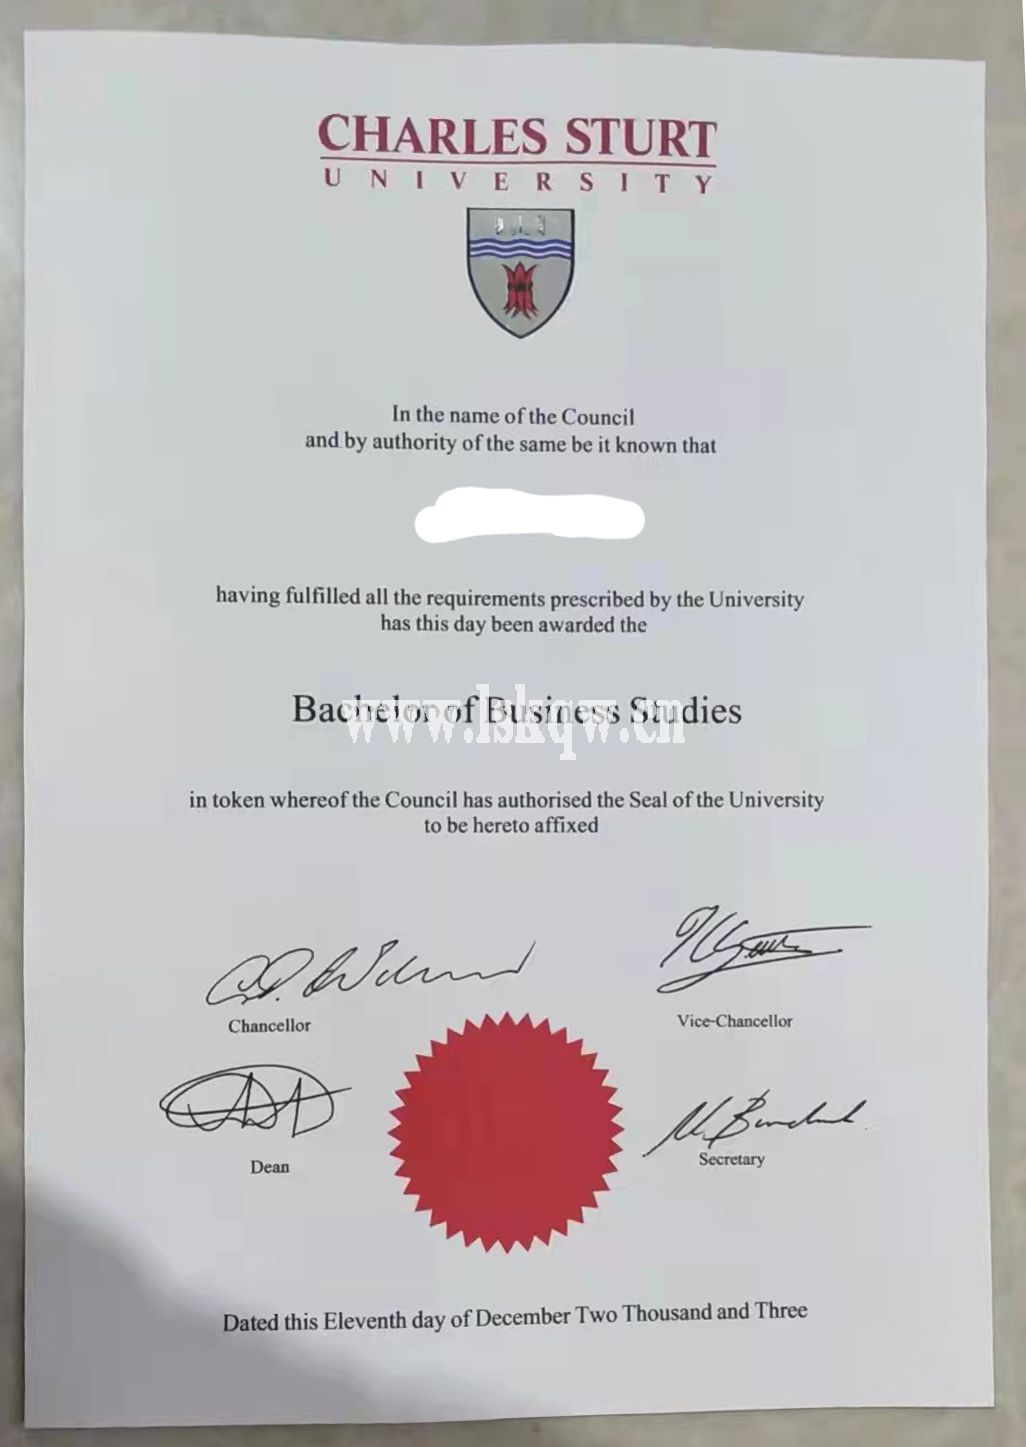 CHARLES STURT
UNIVERSITY
In the name of the Council
and by authority of the same be it known that
having fulfilled all the requirements prescribed by the University
has this day been awarded the
Bachelor of Business Studies
www.lskqw.cn
in token whereof the Council has authorised the Seal of the University
to be hereto affixed
Chancellor
Vice-Chancellor
Dean
Secretary
Dated this Eleventh day of December Two Thousand and Three